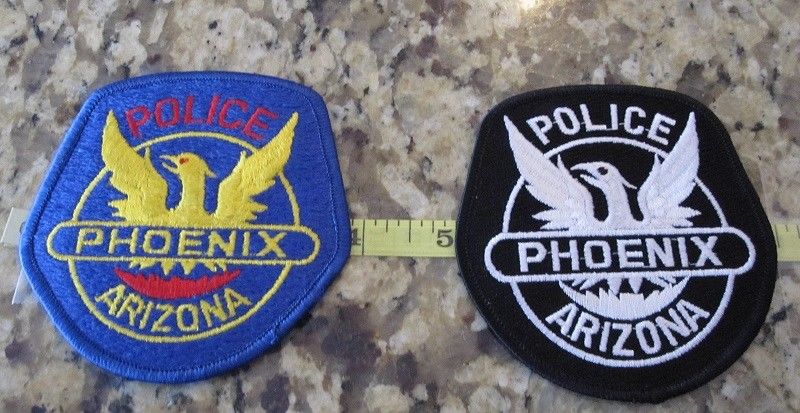 POLICE
PHOENIX
ARIZONA
4 5
POLICE
PHOENIX
ARIZONA